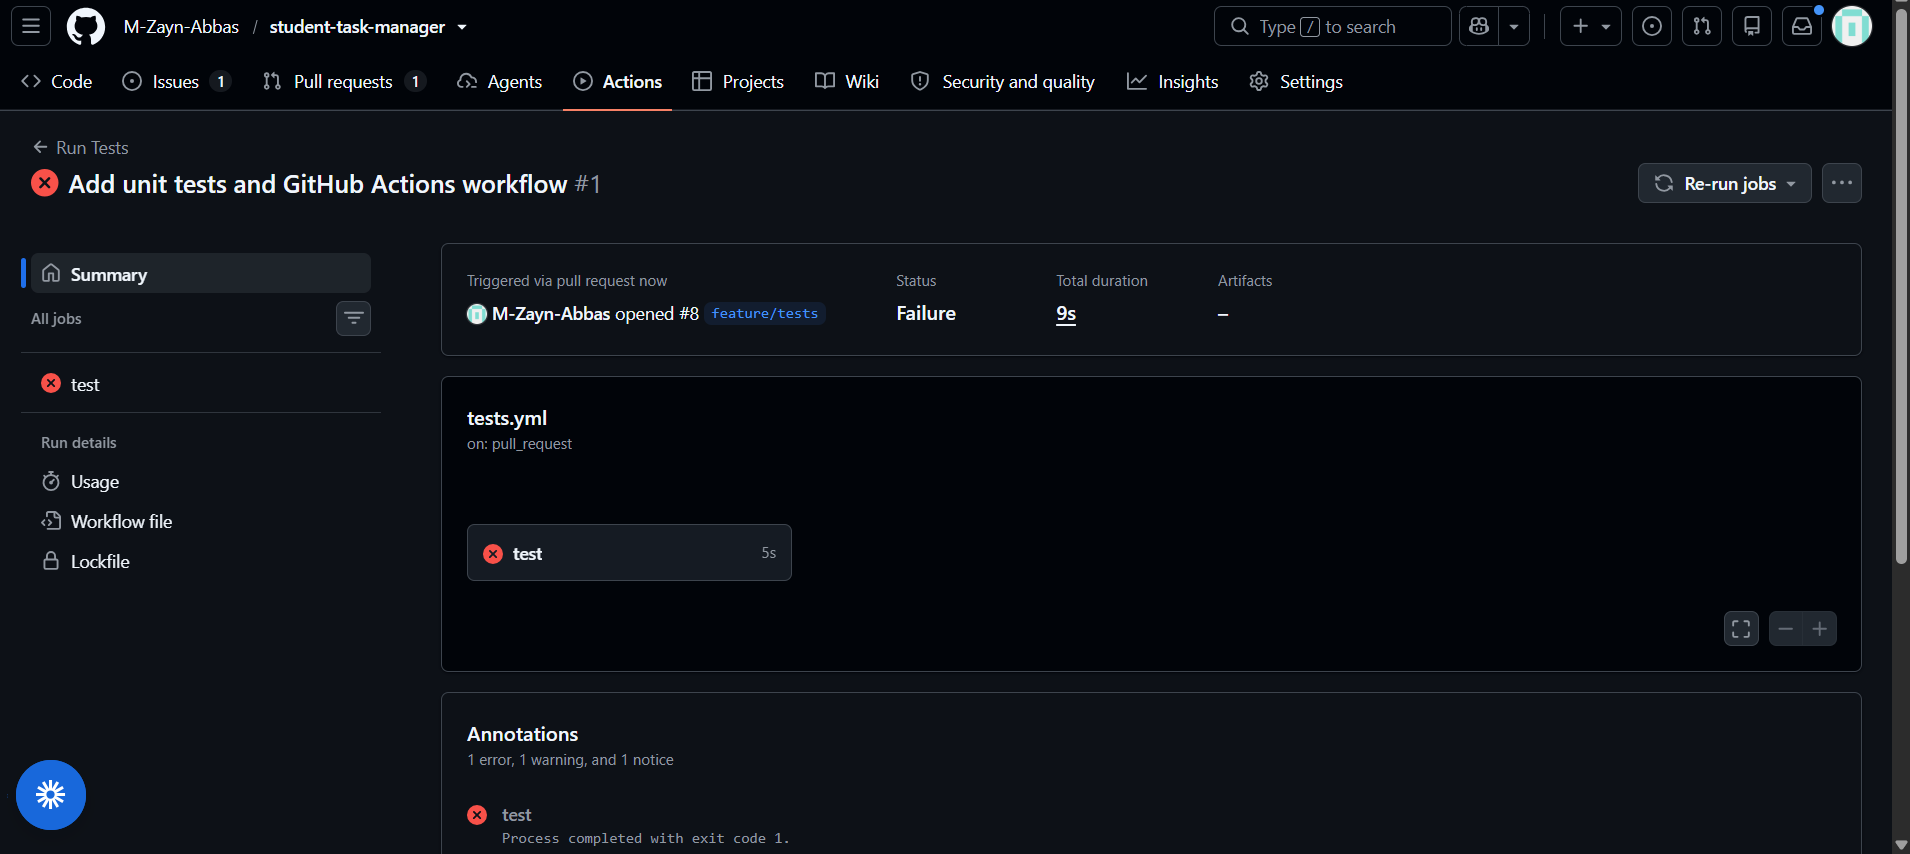 M-Zayn-Abbas / student-task-manager
Type / to search
Code
Issues 1
Pull requests 1
Agents
Actions
Projects
Wiki
Security and quality
Insights
Settings
Run Tests
Add unit tests and GitHub Actions workflow #1
Re-run jobs
Summary
All jobs
test
Run details
Usage
Workflow file
Lockfile
Triggered via pull request now
M-Zayn-Abbas opened #8 feature/tests
Status
Failure
Total duration
9s
Artifacts
–
tests.yml
on: pull_request
test 5s
Annotations
1 error, 1 warning, and 1 notice
test
Process completed with exit code 1.